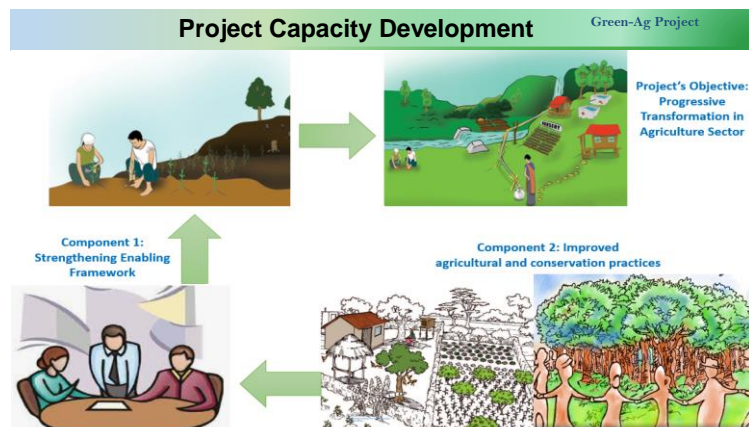 Project Capacity Development
Green-Ag Project
Project's Objective:
Progressive
Transformation in
Agriculture Sector
NURSERY
Component 1:
Strengthening Enabling
Framework
Component 2: Improved
agricultural and conservation practices